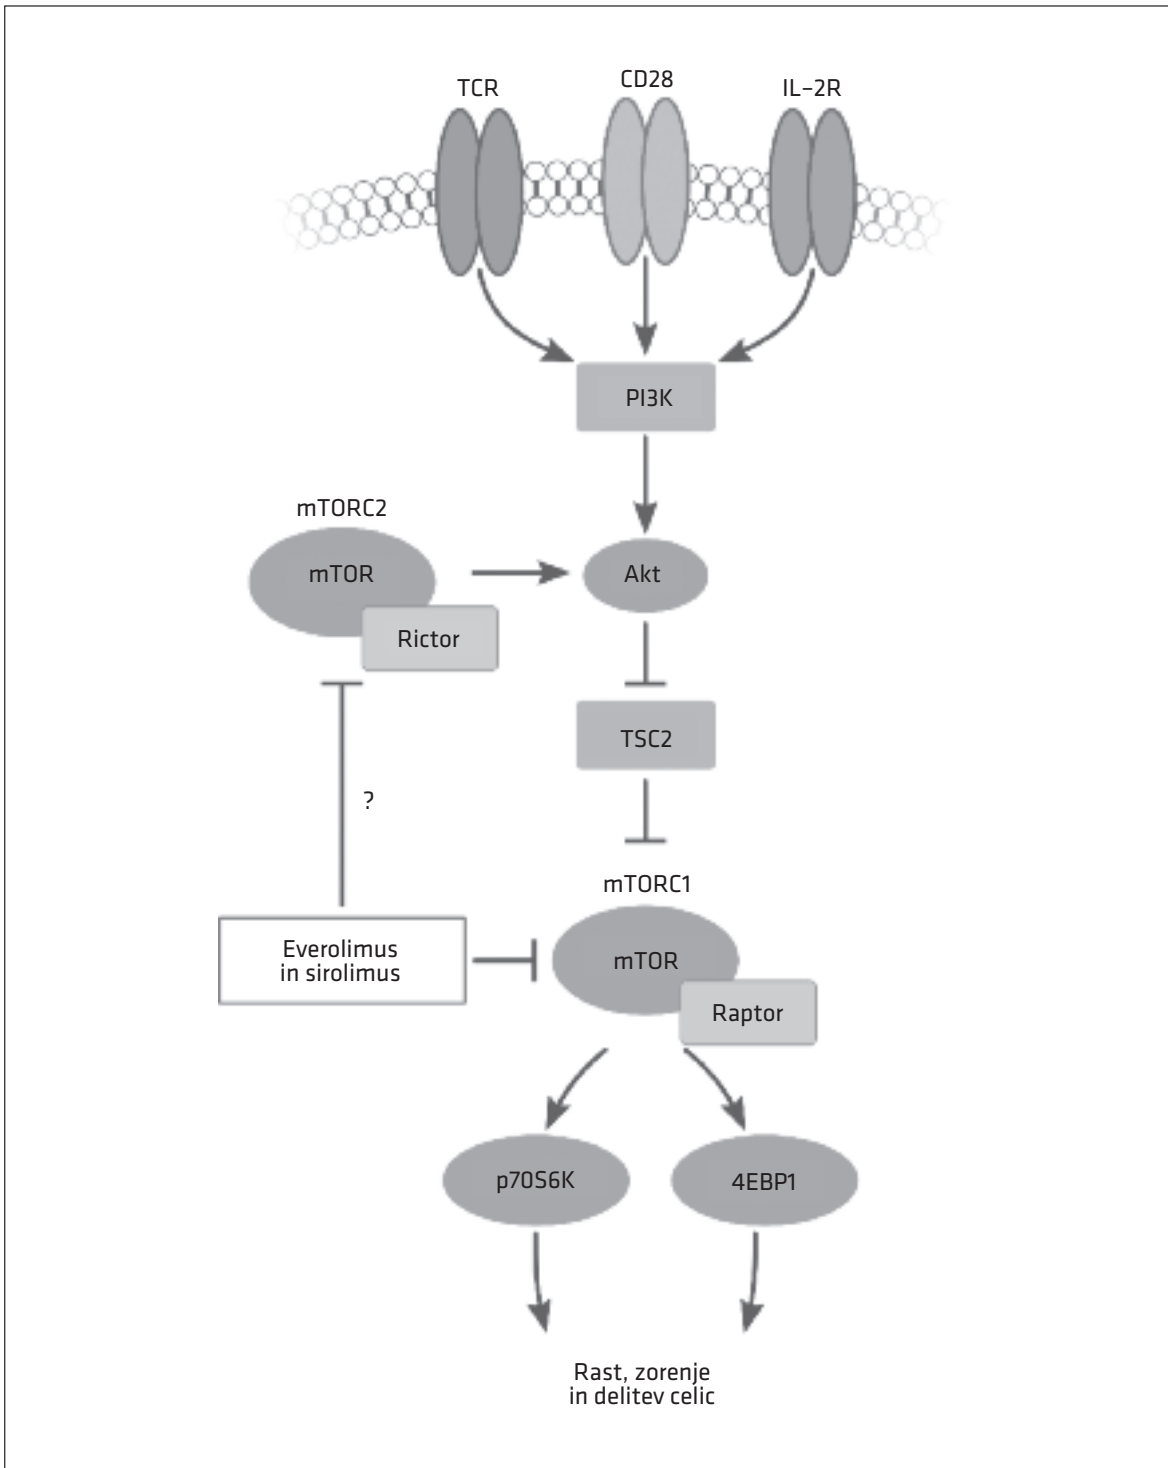 TCR
CD28
IL-2R
PI3K
mTORC2
mTOR
Akt
Rictor
TSC2
?
mTORC1
Everolimus
in sirolimus
mTOR
Raptor
p70S6K
4EBP1
Rast, zorenje
in delitev celic